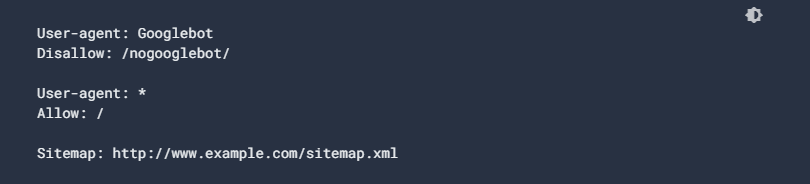 User-agent: Googlebot
Disallow: /nogooglebot/
User-agent: *
Allow: /
Sitemap: http://www.example.com/sitemap.xml